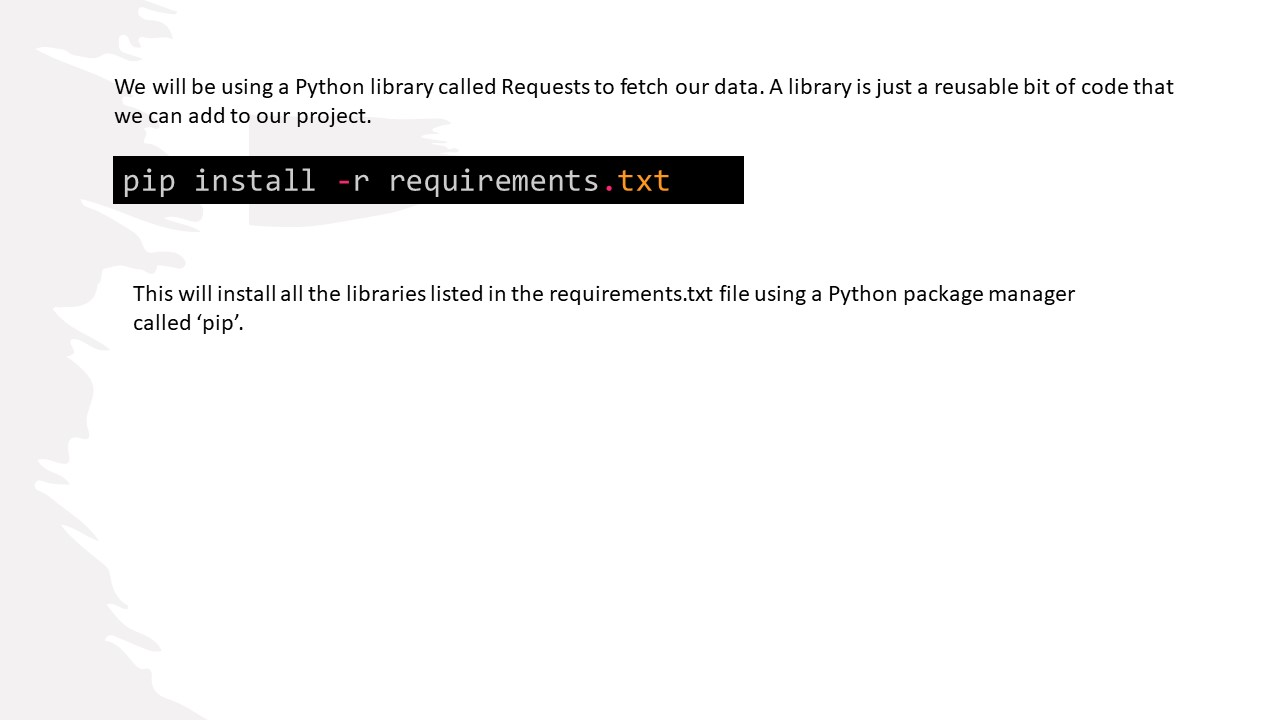 We will be using a Python library called Requests to fetch our data. A library is just a reusable bit of code that
we can add to our project.
pip install -r requirements.txt
This will install all the libraries listed in the requirements.txt file using a Python package manager
called ‘pip’.